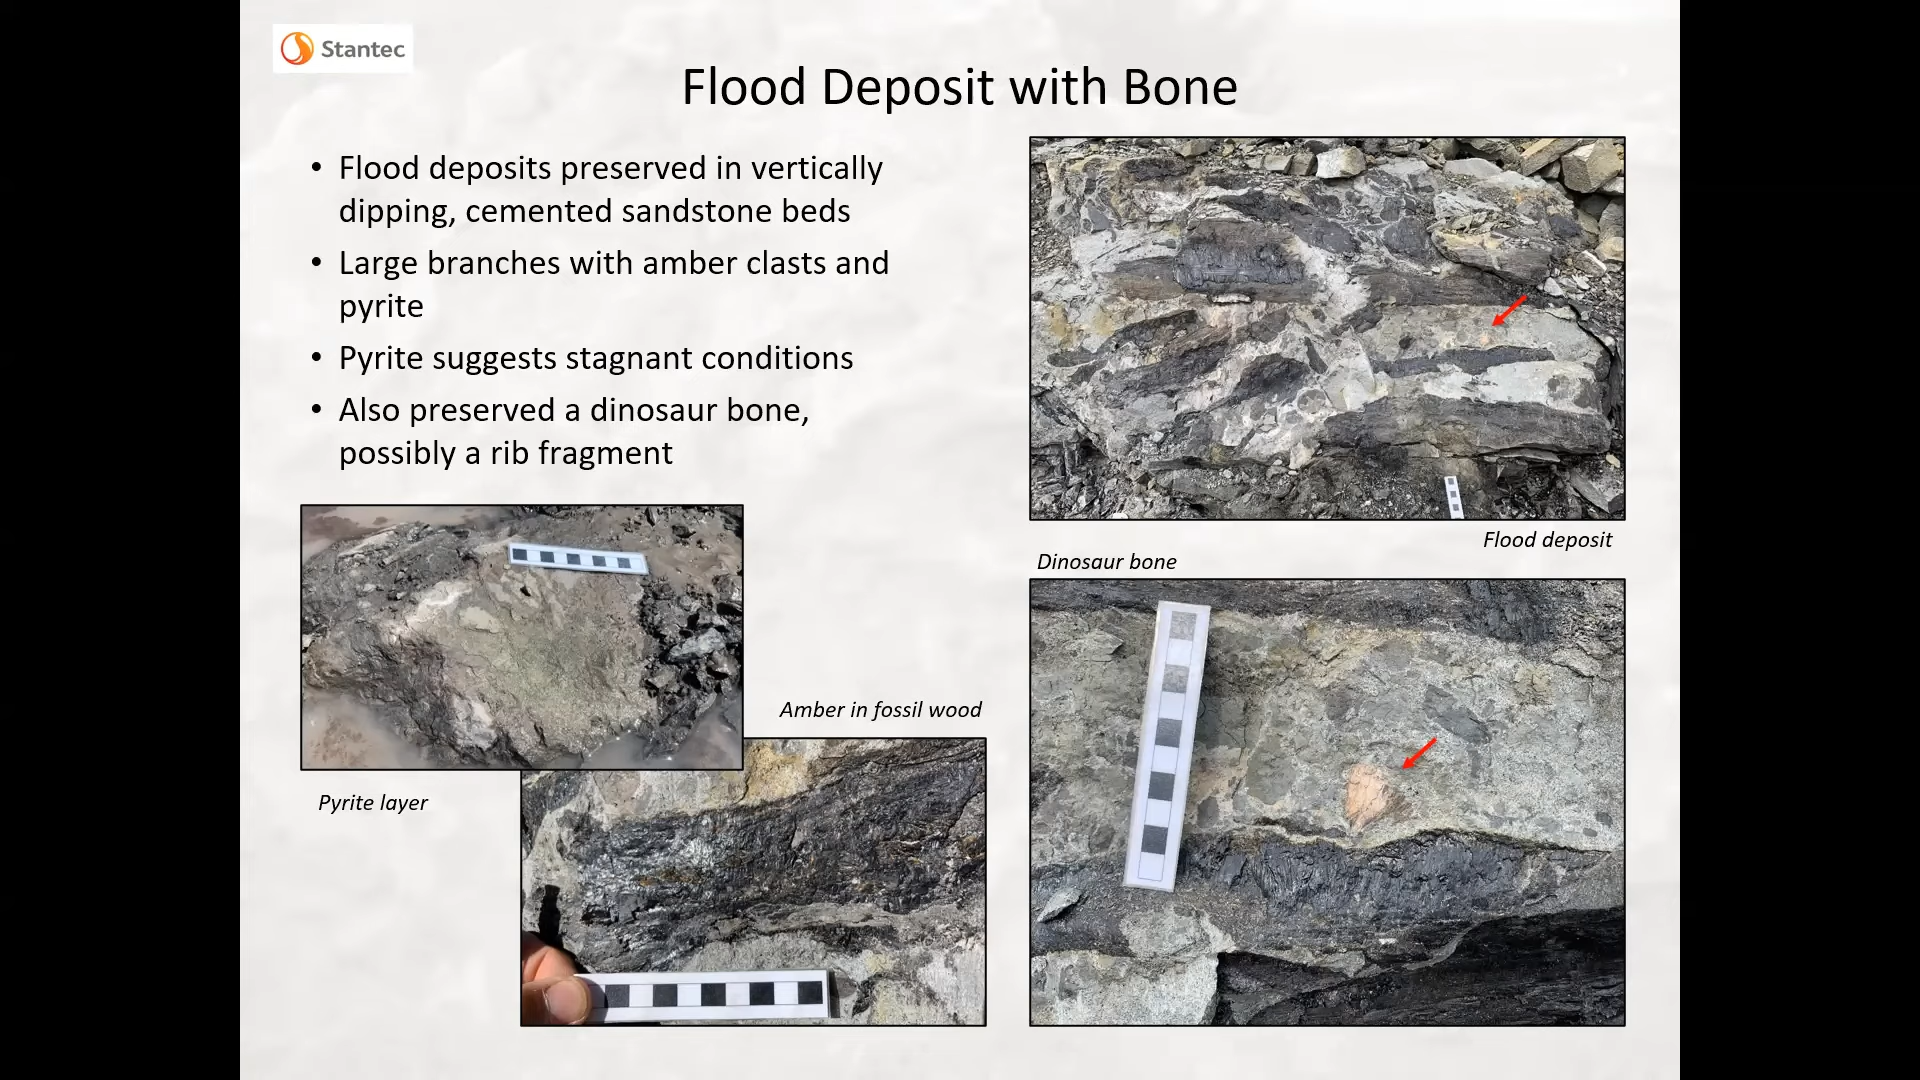 Stantec
Flood Deposit with Bone
• Flood deposits preserved in vertically
dipping, cemented sandstone beds
• Large branches with amber clasts and
pyrite
• Pyrite suggests stagnant conditions
• Also preserved a dinosaur bone,
possibly a rib fragment
Flood deposit
Dinosaur bone
Amber in fossil wood
Pyrite layer